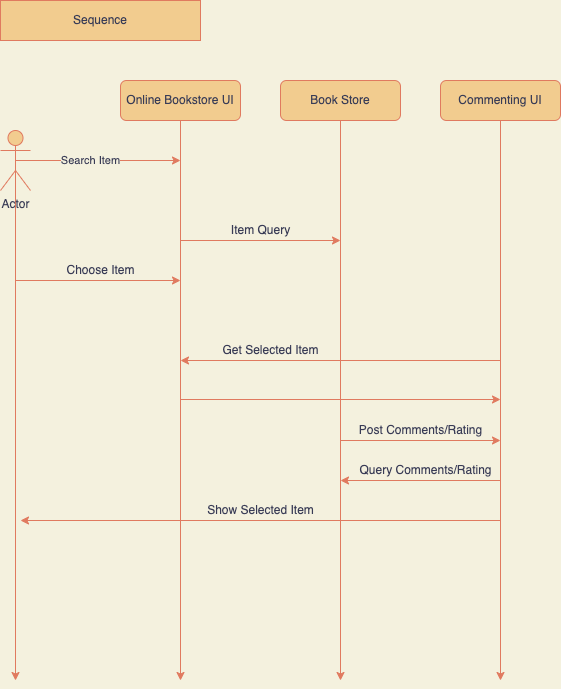 Sequence
Online Bookstore UI
Book Store
Commenting UI
Search Item
Actor
Item Query
Choose Item
Get Selected Item
Post Comments/Rating
Query Comments/Rating
Show Selected Item